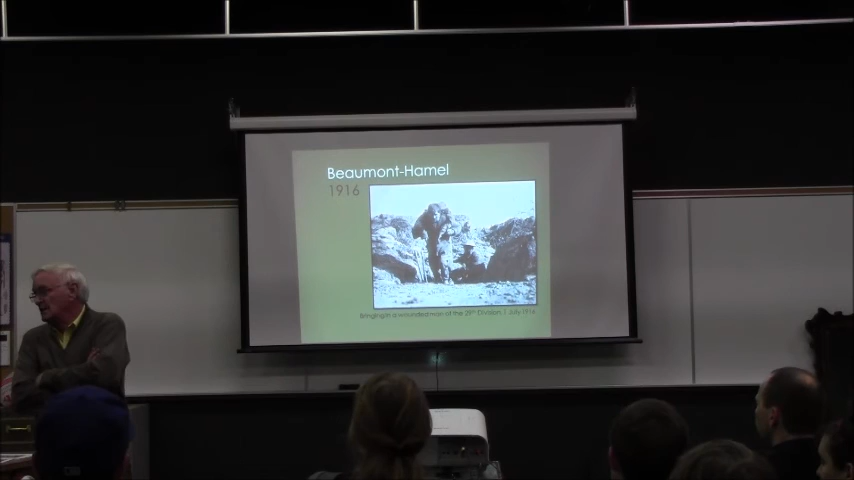 Beaumont-Hamel
1916
Bringing in a wounded man of the 29th Division, 1 July 1916